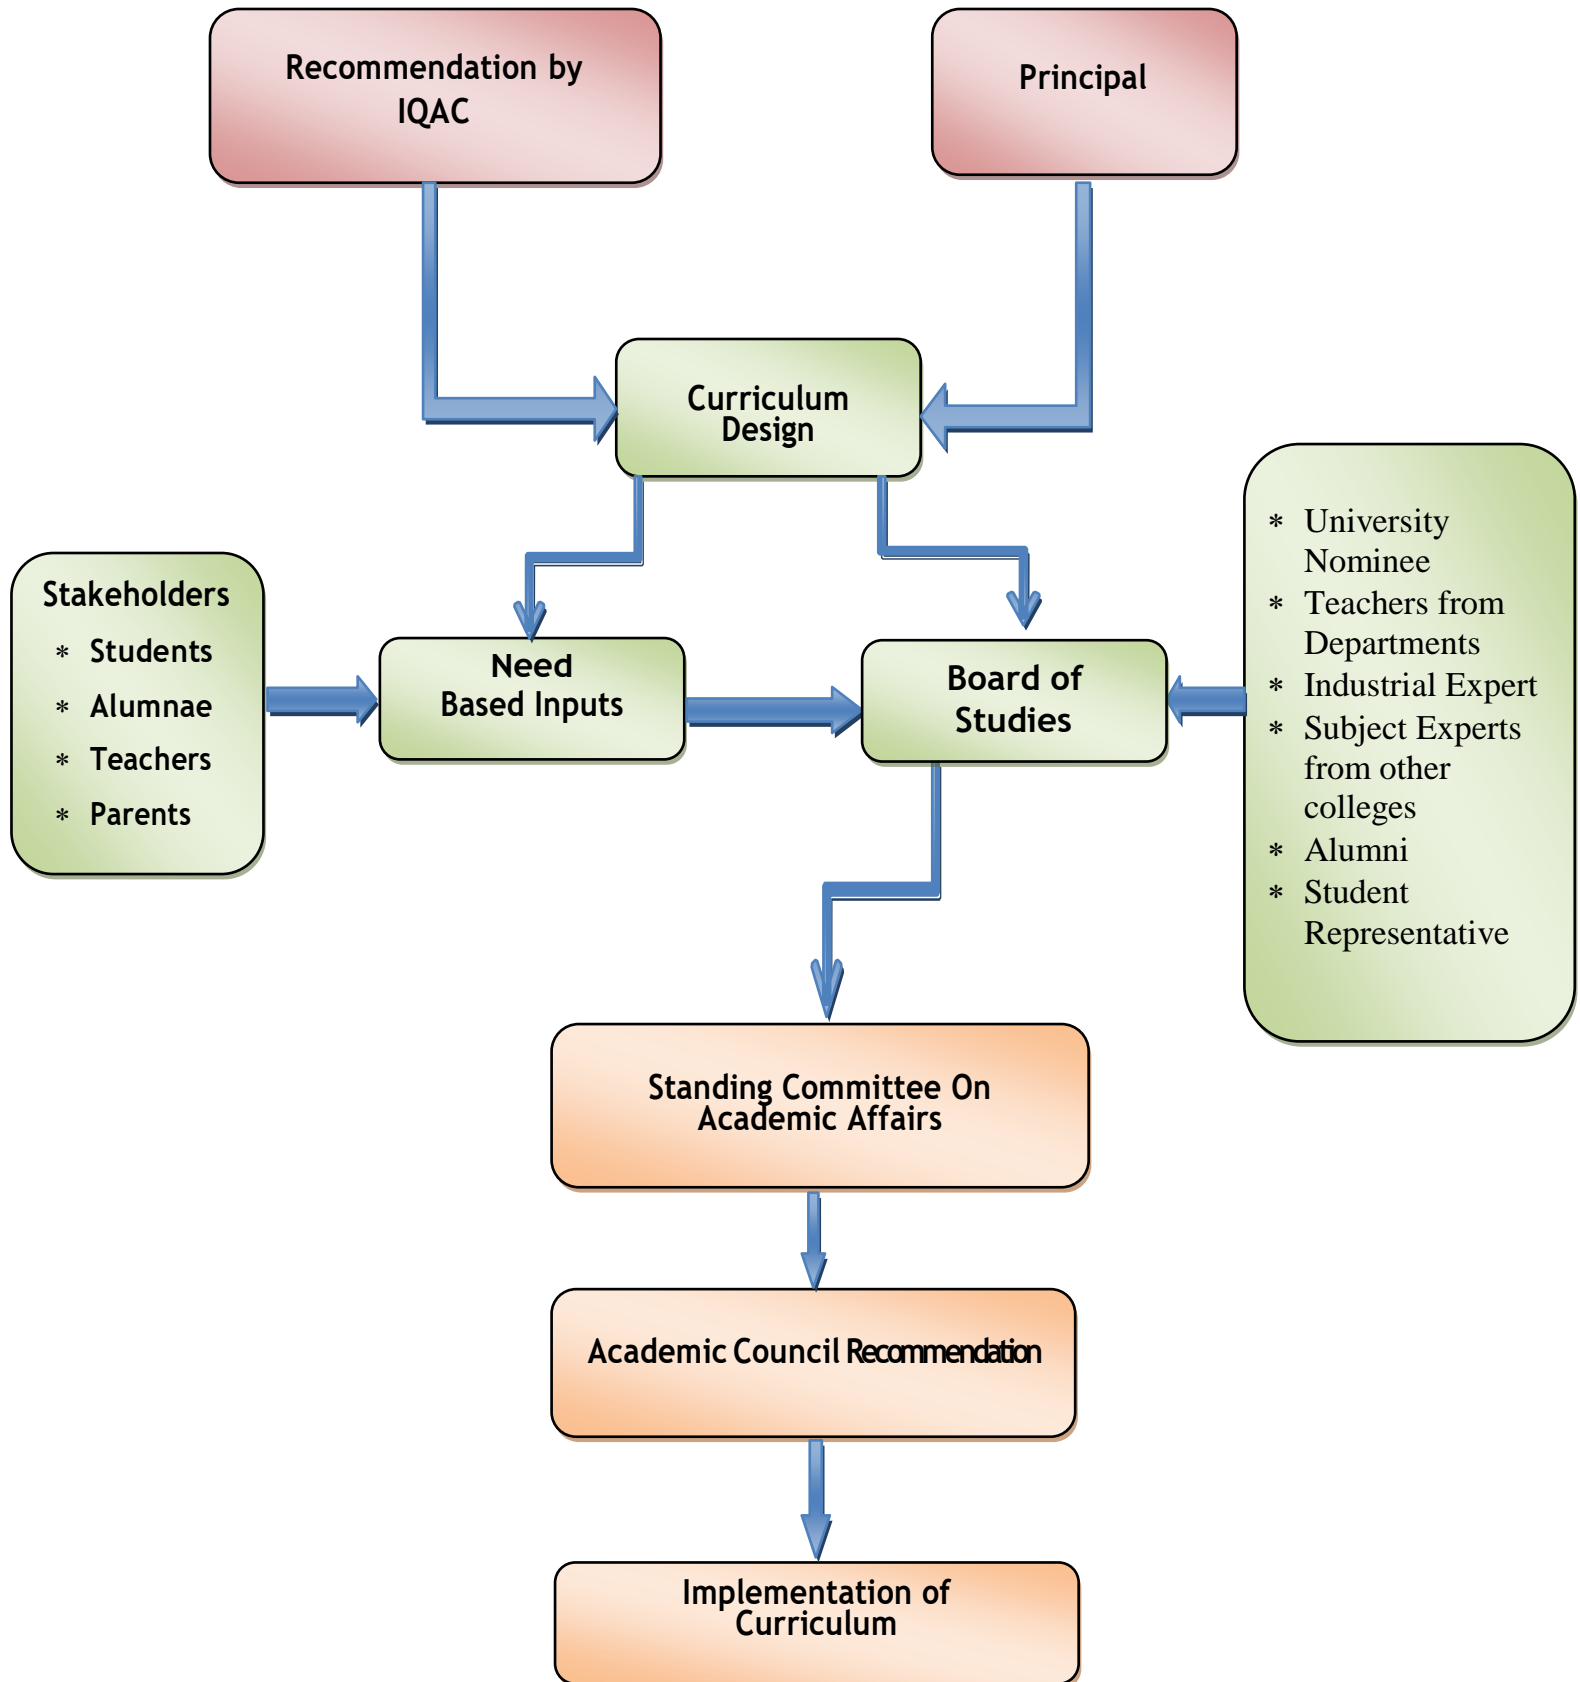 Recommendation by
IQAC
Principal
Curriculum
Design
Stakeholders
* Students
* Alumnae
* Teachers
* Parents
Need
Based Inputs
Board of
Studies
* University
Nominee
* Teachers from
Departments
* Industrial Expert
* Subject Experts
from other
colleges
* Alumni
* Student
Representative
Standing Committee On
Academic Affairs
Academic Council Recommendation
Implementation of
Curriculum